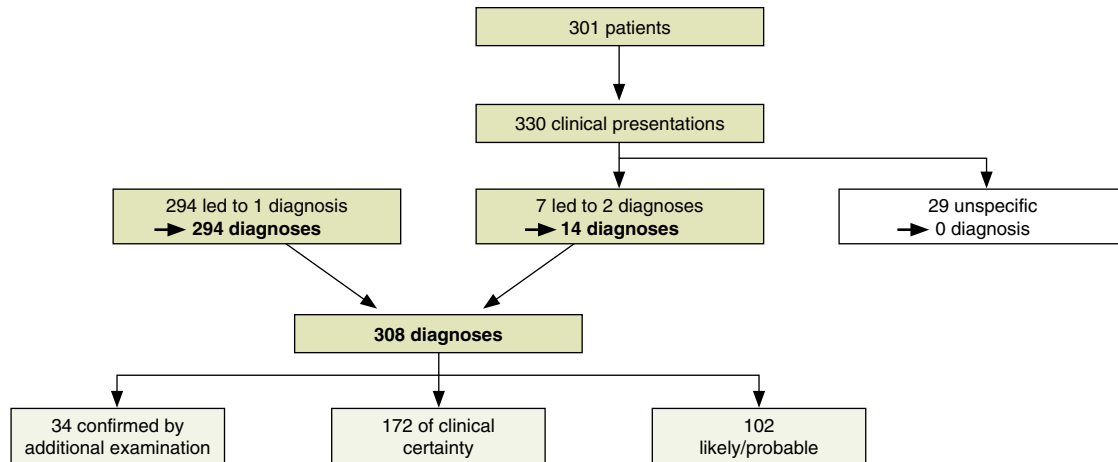 301 patients
330 clinical presentations
294 led to 1 diagnosis
→ 294 diagnoses
7 led to 2 diagnoses
→ 14 diagnoses
29 unspecific
→ 0 diagnosis
308 diagnoses
34 confirmed by
additional examination
172 of clinical
certainty
102
likely/probable